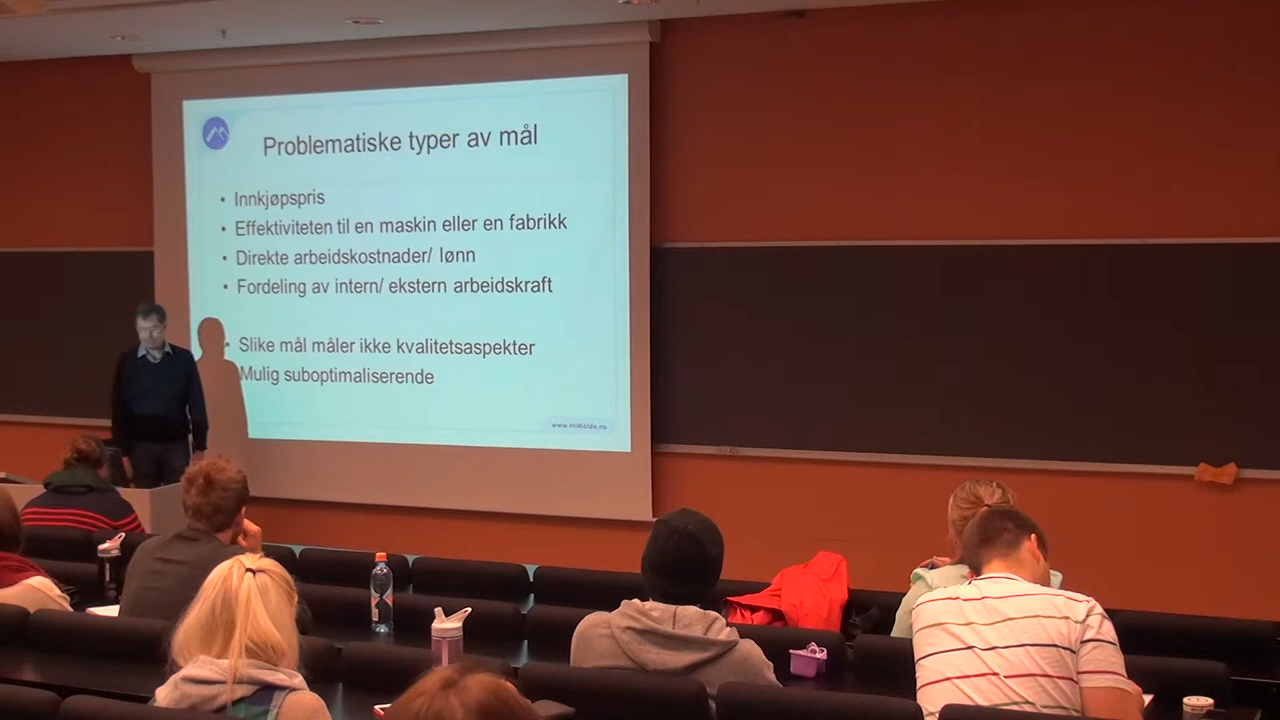 Problematiske typer av mål
• Innkjøpspris
• Effektiviteten til en maskin eller en fabrikk
• Direkte arbeidskostnader/ lønn
• Fordeling av intern/ ekstern arbeidskraft
• Slike mål måler ikke kvalitetsaspekter
Mulig suboptimaliserende
www.HiMolde.no